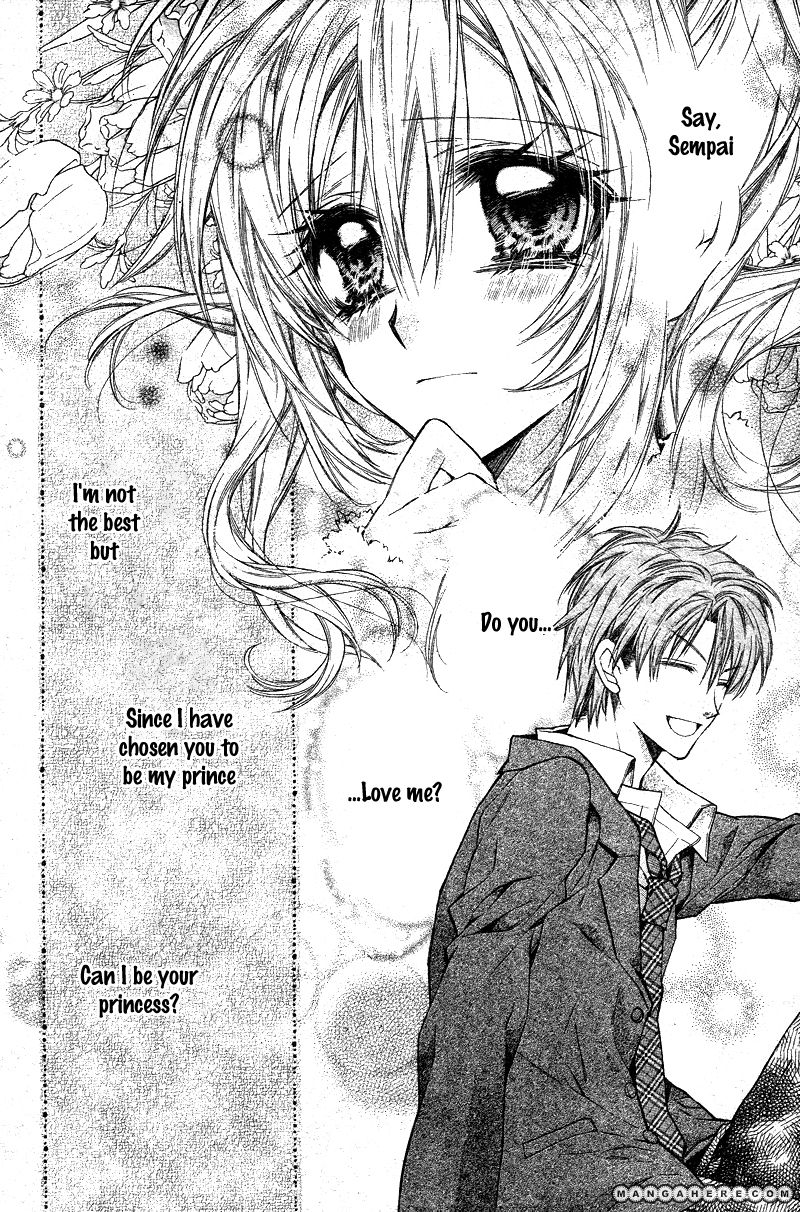 Say,
Sempai
Do you...
...Love me?
I'm not
the best
but
Since I have
chosen you to
be my prince
Can I be your
princess?
MANGAHERE.COM